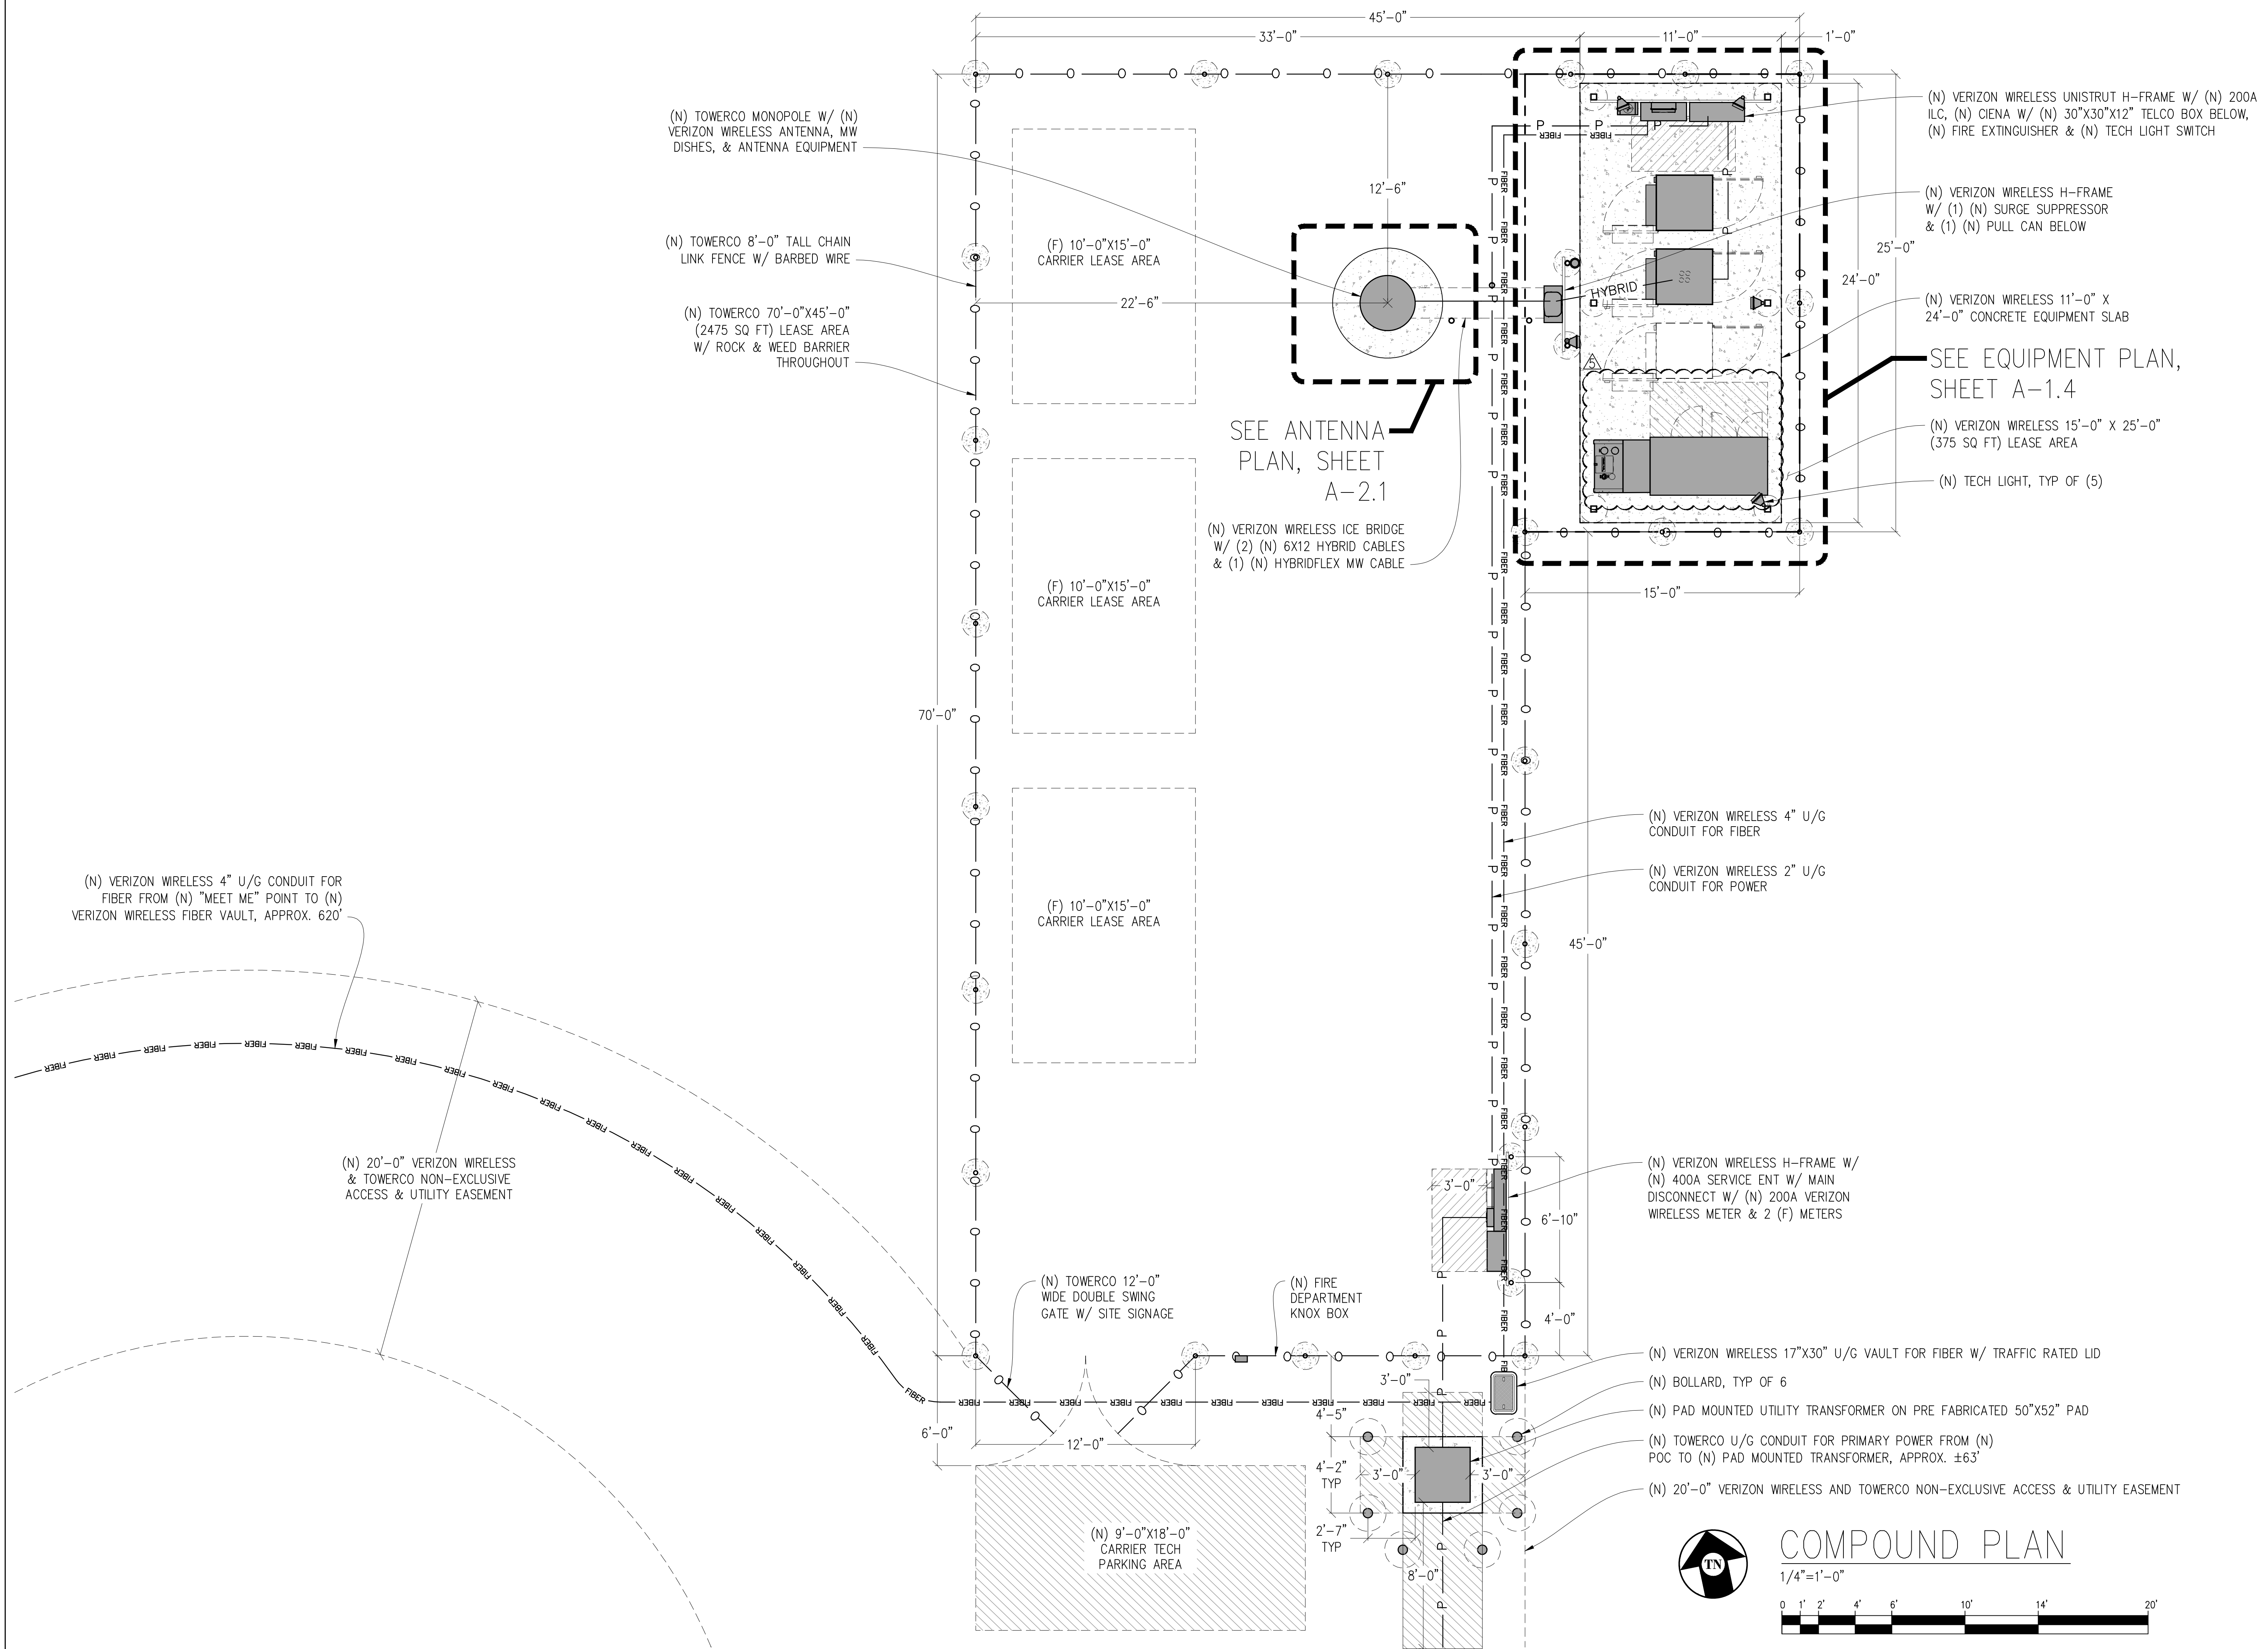 45'-0"
33'-0"
11'-0"
1'-0"
(N) TOWERCO MONOPOLE W/ (N)
VERIZON WIRELESS ANTENNA, MW
DISHES, & ANTENNA EQUIPMENT
(N) TOWERCO 8'-0" TALL CHAIN
LINK FENCE W/ BARBED WIRE
(N) TOWERCO 70'-0"X45'-0"
(2475 SQ FT) LEASE AREA
W/ ROCK & WEED BARRIER
THROUGHOUT
(F) 10'-0"X15'-0"
CARRIER LEASE AREA
12'-6"
22'-6"
HYBRID
5
25'-0"
24'-0"
(N) VERIZON WIRELESS UNISTRUT H-FRAME W/ (N) 200A
ILC, (N) CIENA W/ (N) 30"X30"X12" TELCO BOX BELOW,
(N) FIRE EXTINGUISHER & (N) TECH LIGHT SWITCH
(N) VERIZON WIRELESS H-FRAME
W/ (1) (N) SURGE SUPPRESSOR
& (1) (N) PULL CAN BELOW
(N) VERIZON WIRELESS 11'-0" X
24'-0" CONCRETE EQUIPMENT SLAB
SEE EQUIPMENT PLAN,
SHEET A-1.4
(N) VERIZON WIRELESS 15'-0" X 25'-0"
(375 SQ FT) LEASE AREA
(N) TECH LIGHT, TYP OF (5)
SEE ANTENNA
PLAN, SHEET
A-2.1
(N) VERIZON WIRELESS ICE BRIDGE
W/ (2) (N) 6X12 HYBRID CABLES
& (1) (N) HYBRIDFLEX MW CABLE
15'-0"
(F) 10'-0"X15'-0"
CARRIER LEASE AREA
70'-0"
P
FIBER
(F) 10'-0"X15'-0"
CARRIER LEASE AREA
(N) VERIZON WIRELESS 4" U/G
CONDUIT FOR FIBER
(N) VERIZON WIRELESS 2" U/G
CONDUIT FOR POWER
45'-0"
(N) VERIZON WIRELESS 4" U/G CONDUIT FOR
FIBER FROM (N) "MEET ME" POINT TO (N)
VERIZON WIRELESS FIBER VAULT, APPROX. 620'
FIBER
(N) 20'-0" VERIZON WIRELESS
& TOWERCO NON-EXCLUSIVE
ACCESS & UTILITY EASEMENT
3'-0"
6'-10"
4'-0"
(N) VERIZON WIRELESS H-FRAME W/
(N) 400A SERVICE ENT W/ MAIN
DISCONNECT W/ (N) 200A VERIZON
WIRELESS METER & 2 (F) METERS
(N) TOWERCO 12'-0"
WIDE DOUBLE SWING
GATE W/ SITE SIGNAGE
(N) FIRE
DEPARTMENT
KNOX BOX
(N) VERIZON WIRELESS 17"X30" U/G VAULT FOR FIBER W/ TRAFFIC RATED LID
(N) BOLLARD, TYP OF 6
(N) PAD MOUNTED UTILITY TRANSFORMER ON PRE FABRICATED 50"X52" PAD
(N) TOWERCO U/G CONDUIT FOR PRIMARY POWER FROM (N)
POC TO (N) PAD MOUNTED TRANSFORMER, APPROX. ±63'
(N) 20'-0" VERIZON WIRELESS AND TOWERCO NON-EXCLUSIVE ACCESS & UTILITY EASEMENT
6'-0"
12'-0"
3'-0"
4'-5"
4'-2"
TYP
3'-0"
3'-0"
2'-7"
TYP
8'-0"
(N) 9'-0"X18'-0"
CARRIER TECH
PARKING AREA
TN
COMPOUND PLAN
1/4"=1'-0"
0 1' 2' 4' 6' 10' 14' 20'